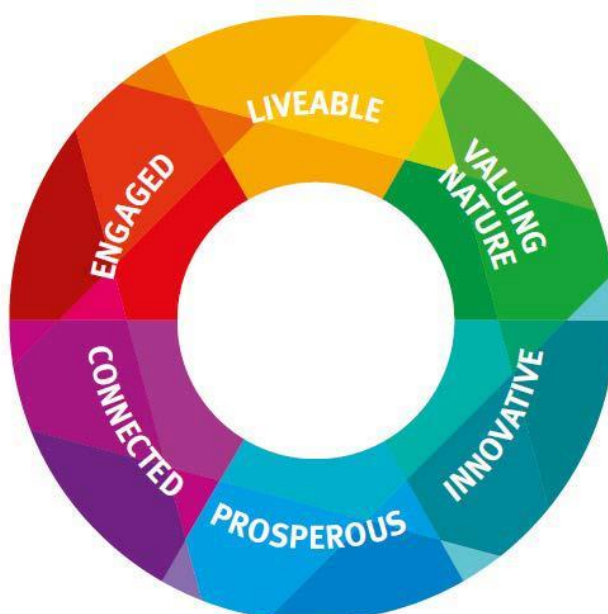 LIVEABLE
VALUING
NATURE
INNOVATIVE
PROSPEROUS
CONNECTED
ENGAGED